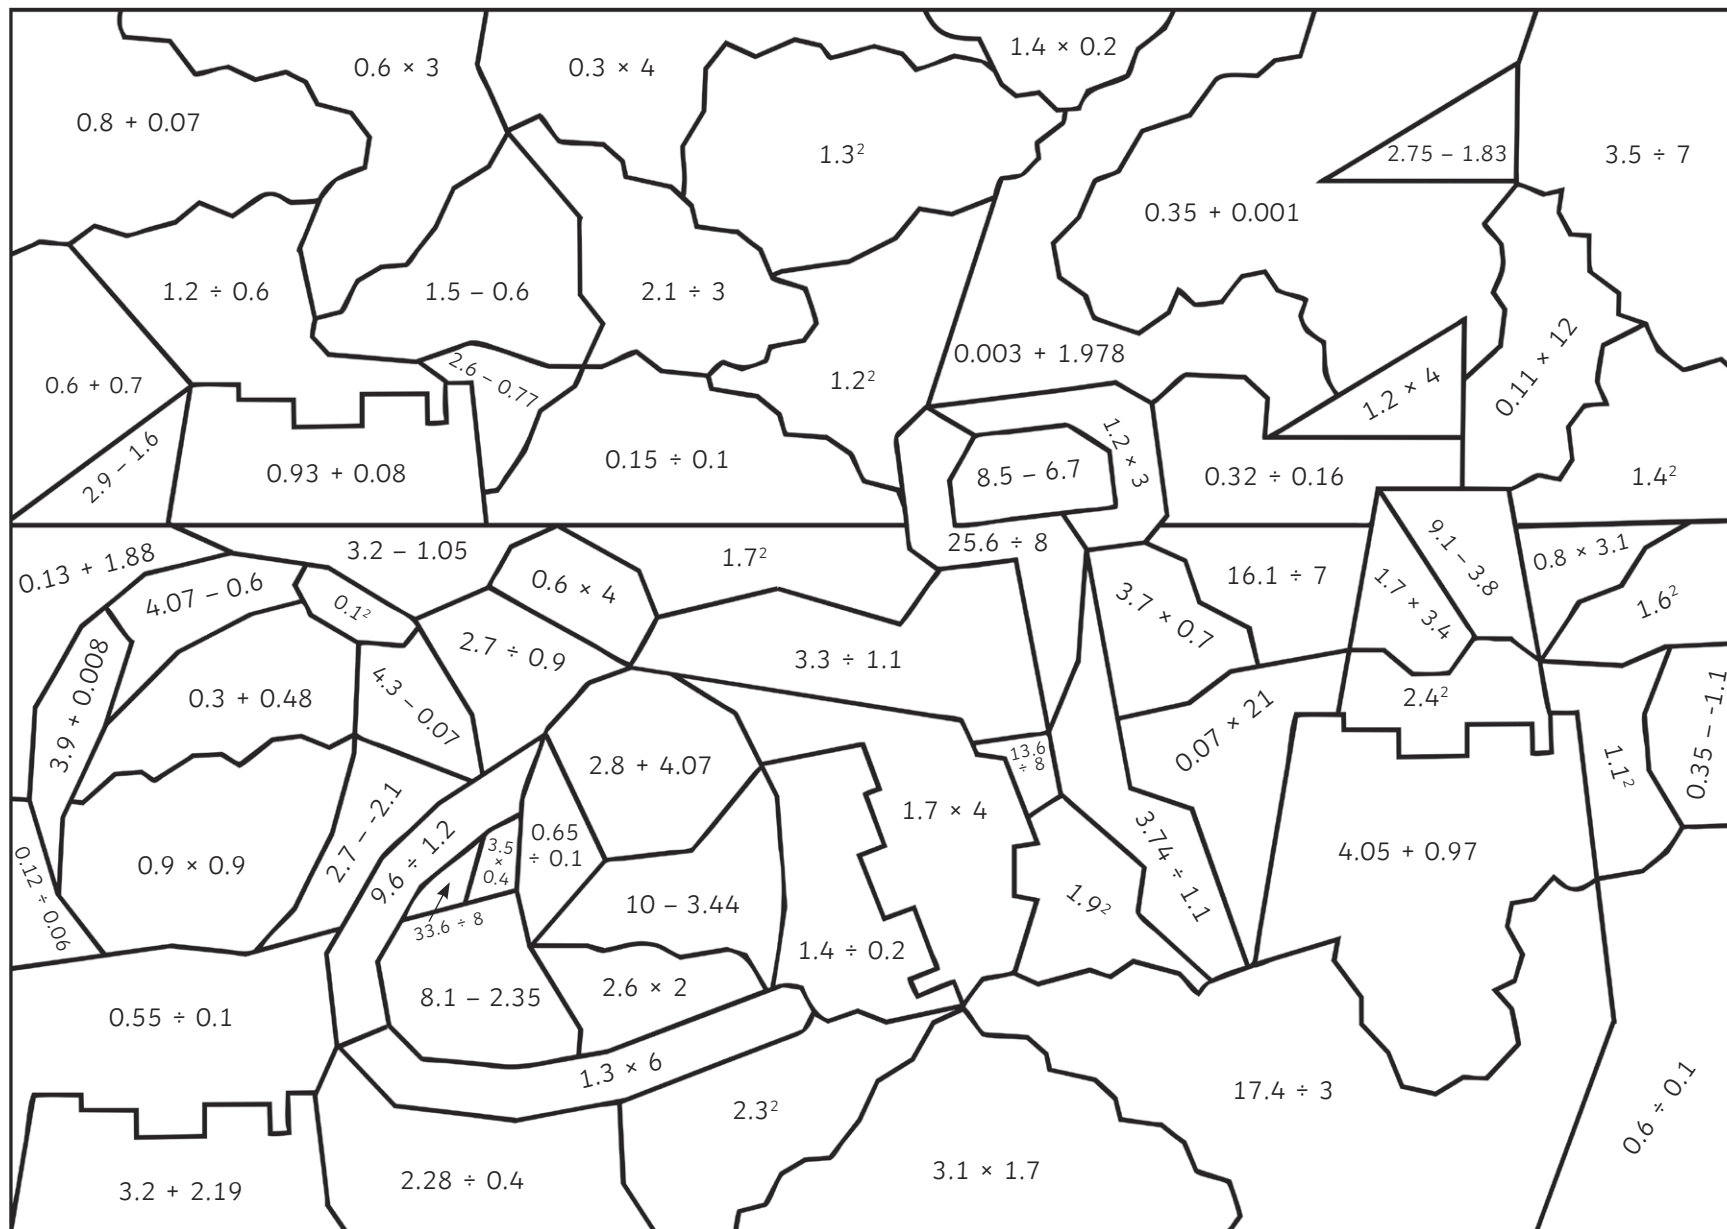 0.6 × 3
0.3 × 4
1.4 × 0.2
0.8 + 0.07
1.3²
2.75 – 1.83
3.5 ÷ 7
0.35 + 0.001
1.2 ÷ 0.6
1.5 – 0.6
2.1 ÷ 3
0.003 + 1.978
0.11 × 12
0.6 + 0.7
2.6 – 0.77
1.2²
1.2 × 4
2.9 – 1.6
0.93 + 0.08
0.15 ÷ 0.1
8.5 – 6.7
1.2 × 3
0.32 ÷ 0.16
1.4²
0.13 + 1.88
3.2 – 1.05
1.7²
25.6 ÷ 8
9.1 – 3.8
0.8 × 3.1
4.07 – 0.6
0.1²
0.6 × 4
3.7 × 0.7
16.1 ÷ 7
1.7 × 3.4
1.6²
3.9 + 0.008
0.3 + 0.48
4.3 – 0.07
2.7 ÷ 0.9
3.3 ÷ 1.1
2.4²
0.07 × 21
1.1²
0.35 – -1.1
2.8 + 4.07
13.6
÷ 8
1.7 × 4
0.9 × 0.9
2.7 – -2.1
9.6 ÷ 1.2
3.5
×
0.4
0.65
÷ 0.1
3.74 ÷ 1.1
4.05 + 0.97
0.12 ÷ 0.06
33.6 ÷ 8
10 – 3.44
1.9²
1.4 ÷ 0.2
0.55 ÷ 0.1
8.1 – 2.35
2.6 × 2
1.3 × 6
2.3²
17.4 ÷ 3
0.6 ÷ 0.1
3.2 + 2.19
2.28 ÷ 0.4
3.1 × 1.7